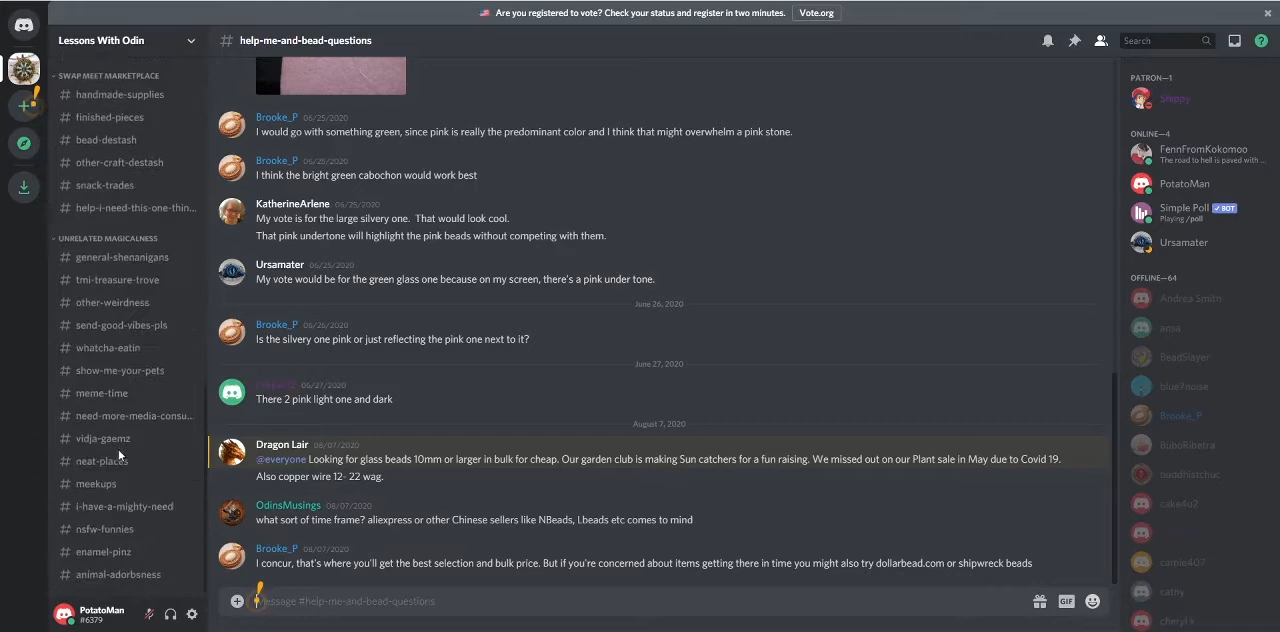 Are you registered to vote? Check your status and register in two minutes. Vote.org
Lessons With Odin
# help-me-and-bead-questions
Search
SWAP MEET MARKETPLACE
# handmade-supplies
# finished-pieces
# bead-destash
# other-craft-destash
# snack-trades
# help-i-need-this-one-thin...
UNRELATED MAGICALNESS
# general-shenanigans
# tmi-treasure-trove
# other-weirdness
# send-good-vibes-pls
# whatcha-eatin
# show-me-your-pets
# meme-time
# need-more-media-consu...
# vidja-gaemz
# neat-places
# meekups
# i-have-a-mighty-need
# nsfw-funnies
# enamel-pinz
# animal-adorbsness
PotatoMan
#6379
Brooke_P 06/25/2020
I would go with something green, since pink is really the predominant color and I think that might overwhelm a pink stone.
Brooke_P 06/25/2020
I think the bright green cabochon would work best
KatherineArlene 06/25/2020
My vote is for the large silvery one. That would look cool.
That pink undertone will highlight the pink beads without competing with them.
Ursamater 06/25/2020
My vote would be for the green glass one because on my screen, there's a pink under tone.
June 26, 2020
Brooke_P 06/26/2020
Is the silvery one pink or just reflecting the pink one next to it?
June 27, 2020
06/27/2020
There 2 pink light one and dark
August 7, 2020
Dragon Lair 08/07/2020
@everyone Looking for glass beads 10mm or larger in bulk for cheap. Our garden club is making Sun catchers for a fun raising. We missed out on our Plant sale in May due to Covid 19.
Also copper wire 12- 22 wag.
OdinsMusings 08/07/2020
what sort of time frame? aliexpress or other Chinese sellers like NBeads, Lbeads etc comes to mind
Brooke_P 08/07/2020
I concur, that's where you'll get the best selection and bulk price. But if you're concerned about items getting there in time you might also try dollarbead.com or shipwreck beads
Message #help-me-and-bead-questions
GIF
PATRON—1
Shippy
ONLINE—4
FennFromKokomoo
The road to hell is paved with ...
PotatoMan
Simple Poll BOT
Playing /poll
Ursamater
OFFLINE—64
Andrea Smith
BeadSlayer
blue7noise
Brooke_P
BuboRibetra
buddhistchuc
cake4u2
camie407
cathy
cheryl k